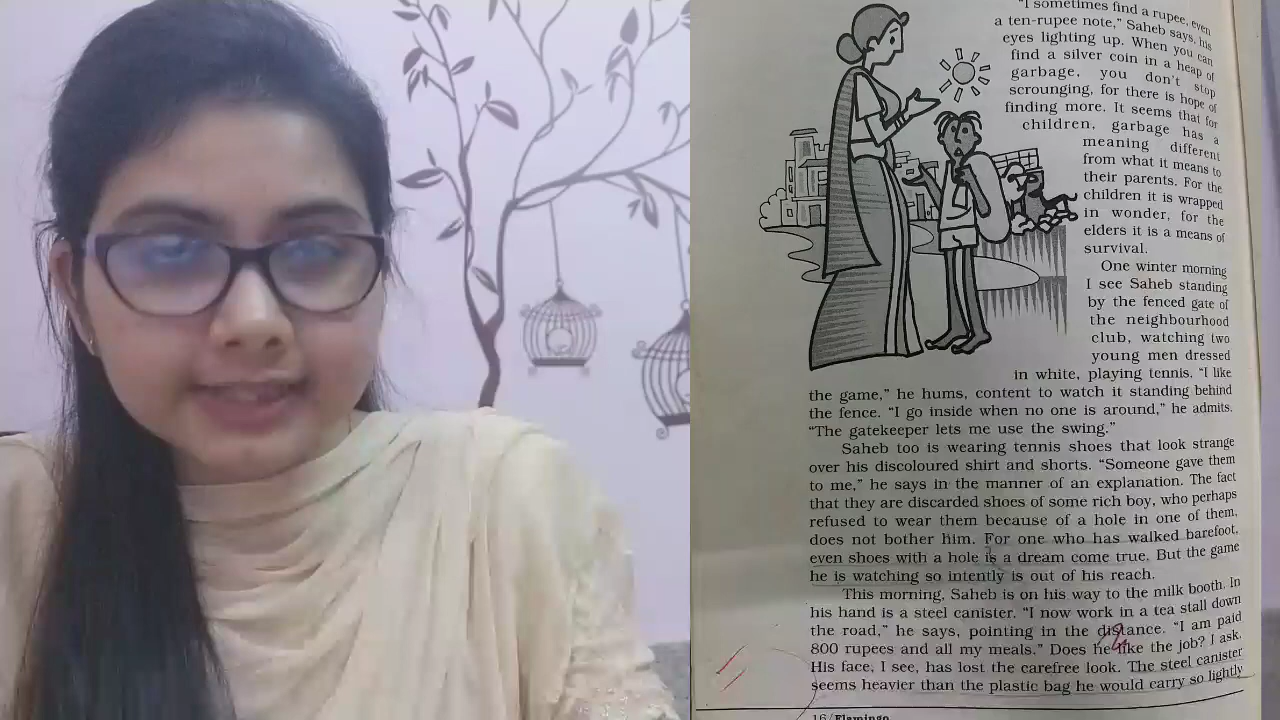 "I sometimes find a rupee, even
a ten-rupee note," Saheb says, his
eyes lighting up. When you can
find a silver coin in a heap of
garbage, you don't stop
scrounging, for there is hope of
finding more. It seems that for
children, garbage has a
meaning different
from what it means to
their parents. For the
children it is wrapped
in wonder, for the
elders it is a means of
survival.
One winter morning
I see Saheb standing
by the fenced gate of
the neighbourhood
club, watching two
young men dressed
in white, playing tennis. "I like
the game," he hums, content to watch it standing behind
the fence. "I go inside when no one is around," he admits.
"The gatekeeper lets me use the swing."
Saheb too is wearing tennis shoes that look strange
over his discoloured shirt and shorts. "Someone gave them
to me," he says in the manner of an explanation. The fact
that they are discarded shoes of some rich boy, who perhaps
refused to wear them because of a hole in one of them,
does not bother him. For one who has walked barefoot,
even shoes with a hole is a dream come true. But the game
he is watching so intently is out of his reach.
This morning, Saheb is on his way to the milk booth. In
his hand is a steel canister. "I now work in a tea stall down
the road," he says, pointing in the distance. "I am paid
800 rupees and all my meals." Does he like the job? I ask.
His face, I see, has lost the carefree look. The steel canister
seems heavier than the plastic bag he would carry so lightly
16/Flamingo